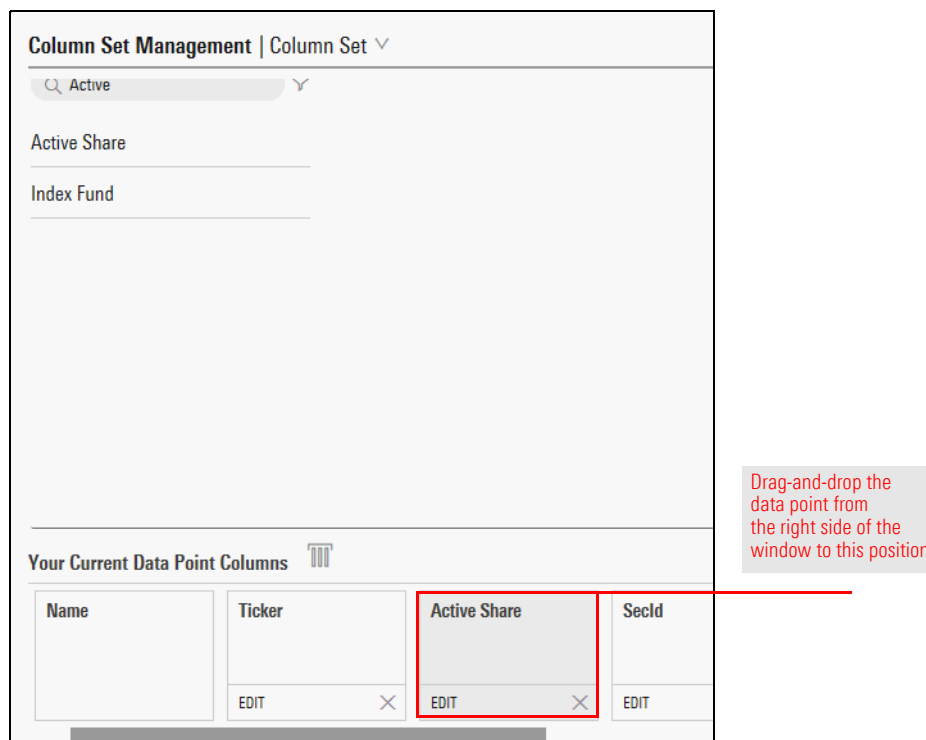 Column Set Management | Column Set
Active
Active Share
Index Fund
Drag-and-drop the
data point from
the right side of the
window to this position
Your Current Data Point Columns
Name
Ticker
Active Share
SecId
EDIT
EDIT
EDIT